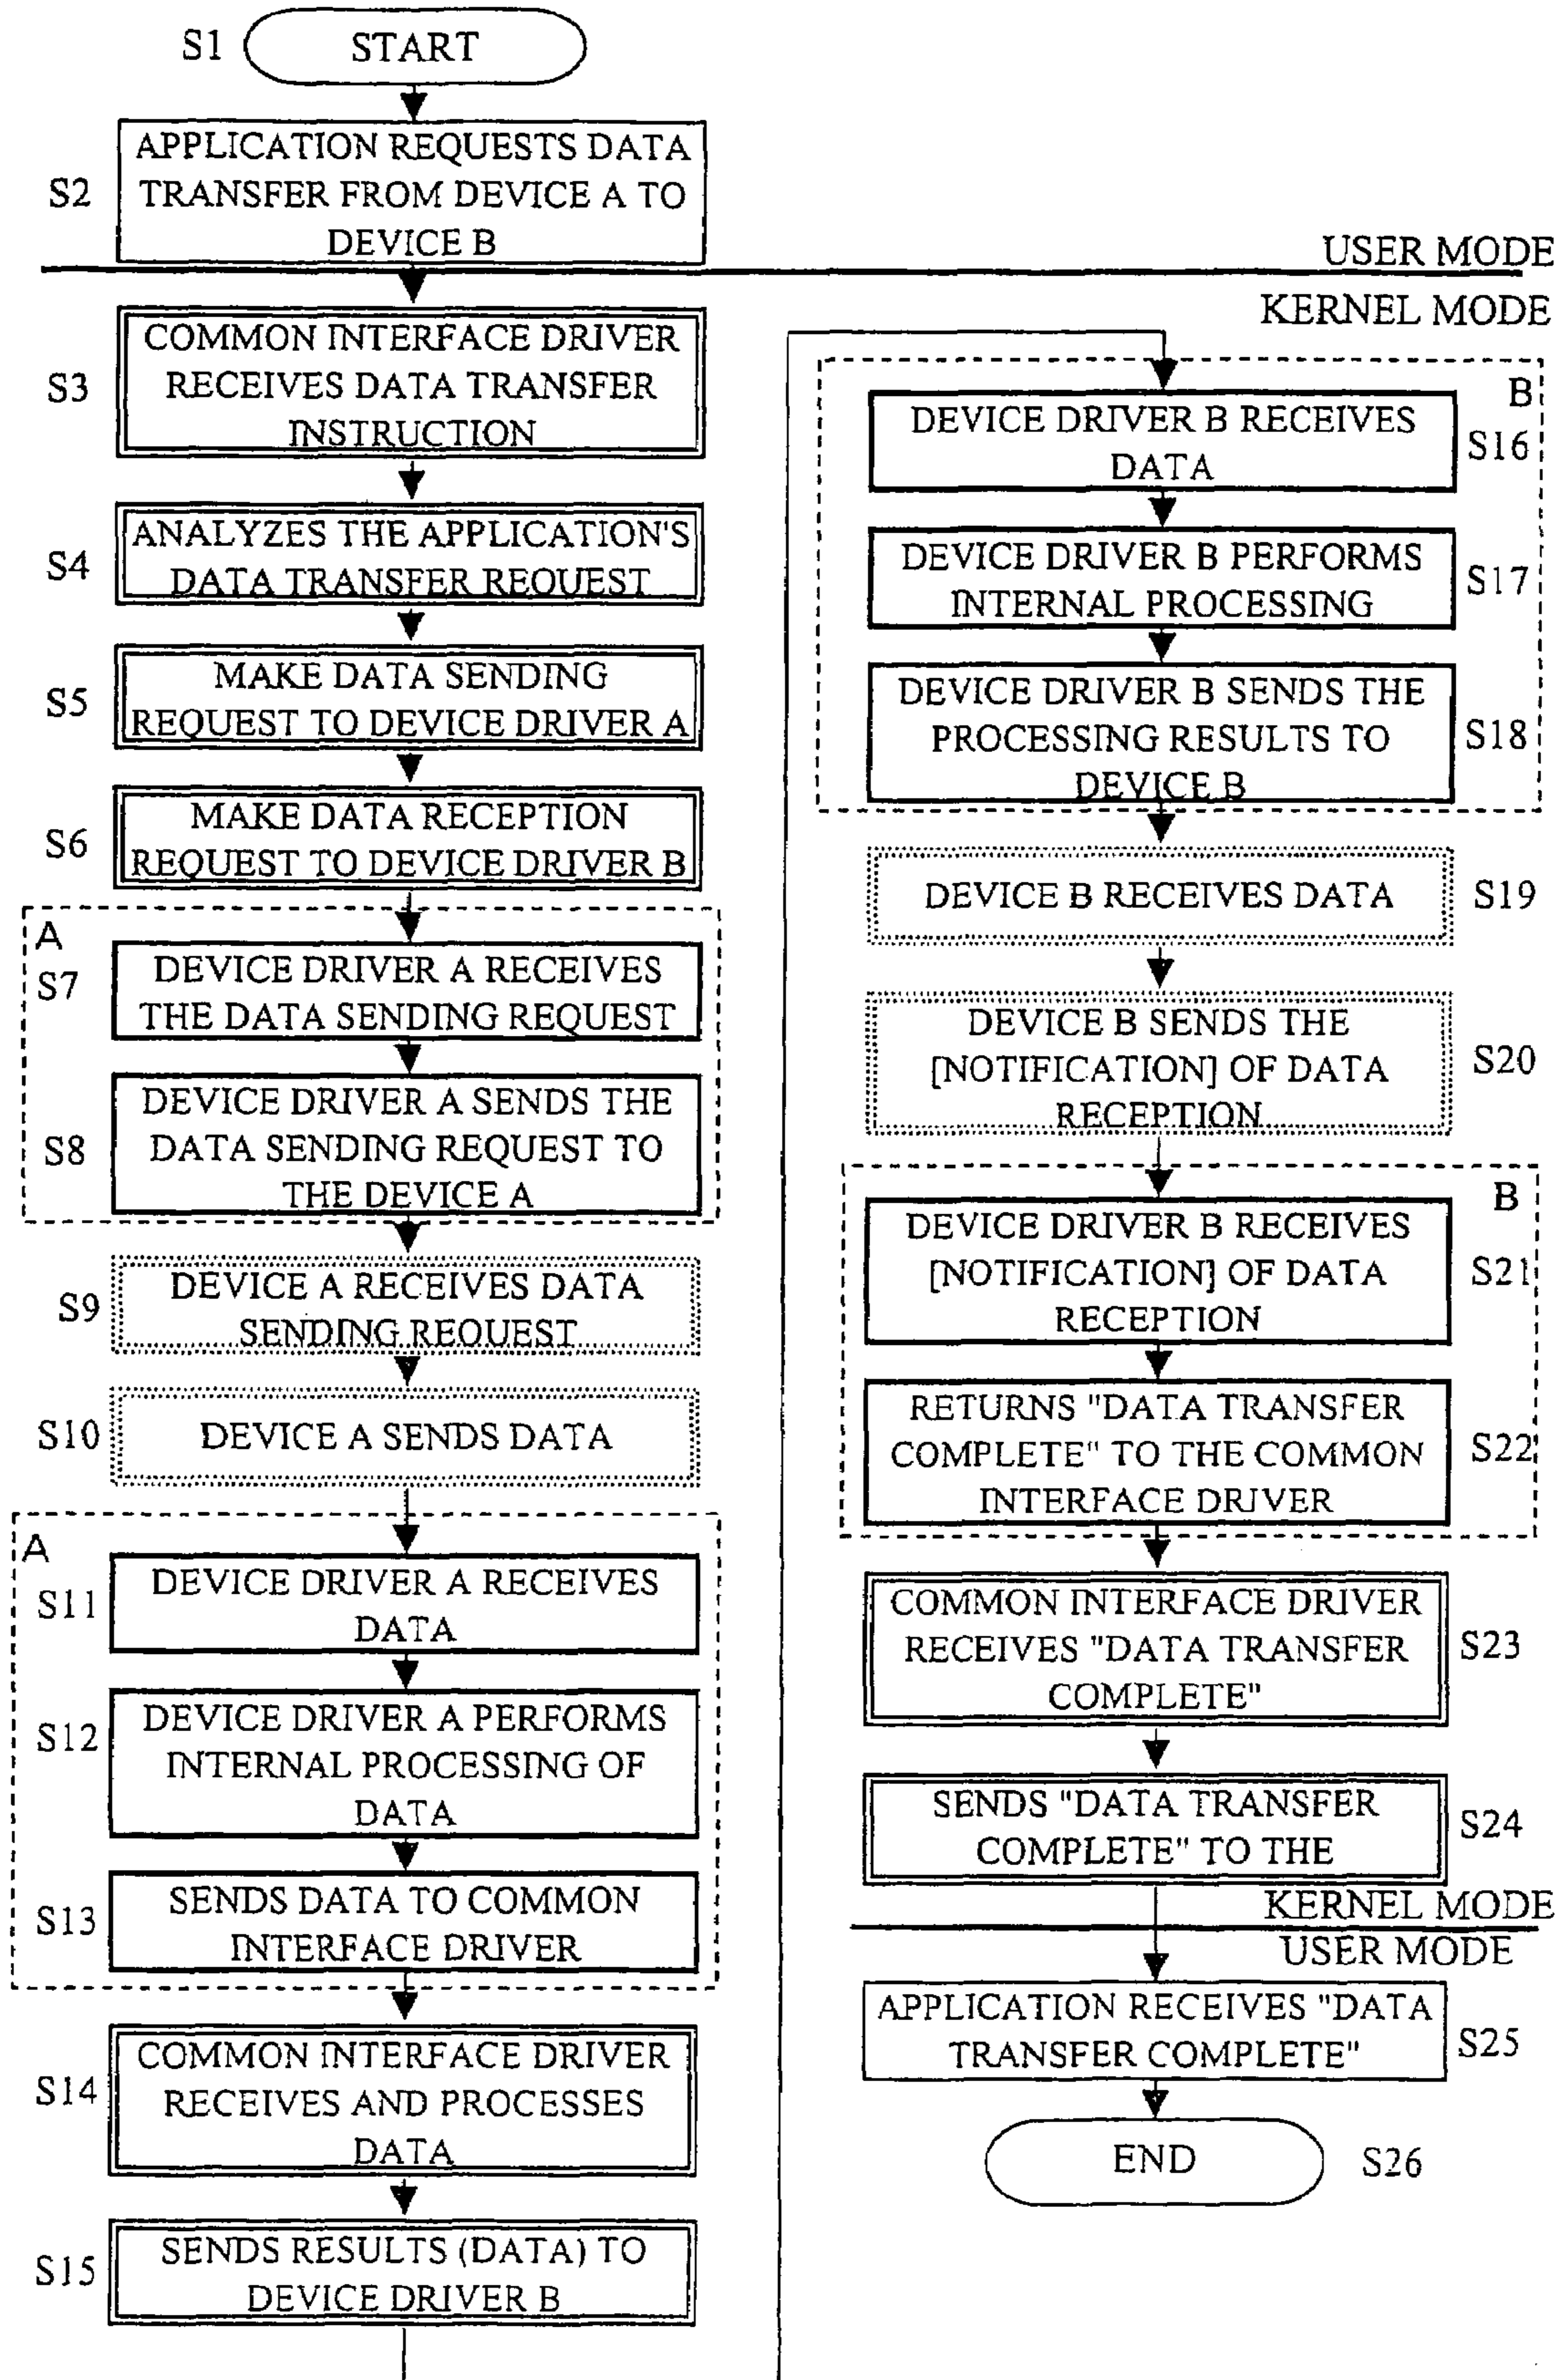 S1
START
S2
APPLICATION REQUESTS DATA
TRANSFER FROM DEVICE A TO
DEVICE B
USER MODE
KERNEL MODE
S3
COMMON INTERFACE DRIVER
RECEIVES DATA TRANSFER
INSTRUCTION
S4
ANALYZES THE APPLICATION'S
DATA TRANSFER REQUEST
S5
MAKE DATA SENDING
REQUEST TO DEVICE DRIVER A
S6
MAKE DATA RECEPTION
REQUEST TO DEVICE DRIVER B
A
S7
DEVICE DRIVER A RECEIVES
THE DATA SENDING REQUEST
S8
DEVICE DRIVER A SENDS THE
DATA SENDING REQUEST TO
THE DEVICE A
S9
DEVICE A RECEIVES DATA
SENDING REQUEST
S10
DEVICE A SENDS DATA
A
S11
DEVICE DRIVER A RECEIVES
DATA
S12
DEVICE DRIVER A PERFORMS
INTERNAL PROCESSING OF
DATA
S13
SENDS DATA TO COMMON
INTERFACE DRIVER
S14
COMMON INTERFACE DRIVER
RECEIVES AND PROCESSES
DATA
S15
SENDS RESULTS (DATA) TO
DEVICE DRIVER B
B
DEVICE DRIVER B RECEIVES
DATA
S16
DEVICE DRIVER B PERFORMS
INTERNAL PROCESSING
S17
DEVICE DRIVER B SENDS THE
PROCESSING RESULTS TO
DEVICE B
S18
DEVICE B RECEIVES DATA
S19
DEVICE B SENDS THE
[NOTIFICATION] OF DATA
RECEPTION
S20
B
DEVICE DRIVER B RECEIVES
[NOTIFICATION] OF DATA
RECEPTION
S21
RETURNS "DATA TRANSFER
COMPLETE" TO THE COMMON
INTERFACE DRIVER
S22
COMMON INTERFACE DRIVER
RECEIVES "DATA TRANSFER
COMPLETE"
S23
SENDS "DATA TRANSFER
COMPLETE" TO THE
S24
KERNEL MODE
USER MODE
APPLICATION RECEIVES "DATA
TRANSFER COMPLETE"
S25
END
S26